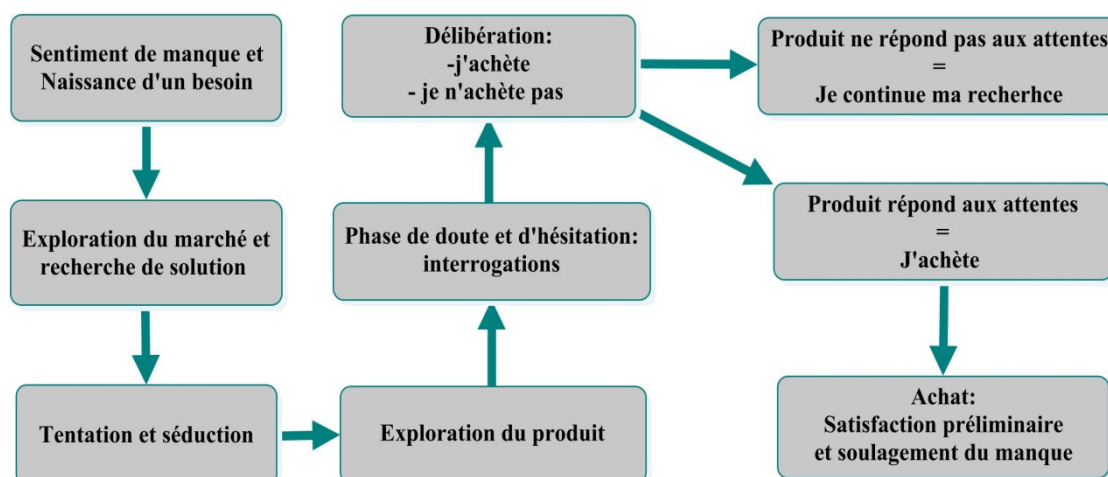 Sentiment de manque et
Naissance d'un besoin
Exploration du marché et
recherche de solution
Tentation et séduction
Exploration du produit
Phase de doute et d'hésitation:
interrogations
Délibération:
-j'achète
- je n'achète pas
Produit ne répond pas aux attentes
=
Je continue ma recherhce
Produit répond aux attentes
=
J'achète
Achat:
Satisfaction préliminaire
et soulagement du manque